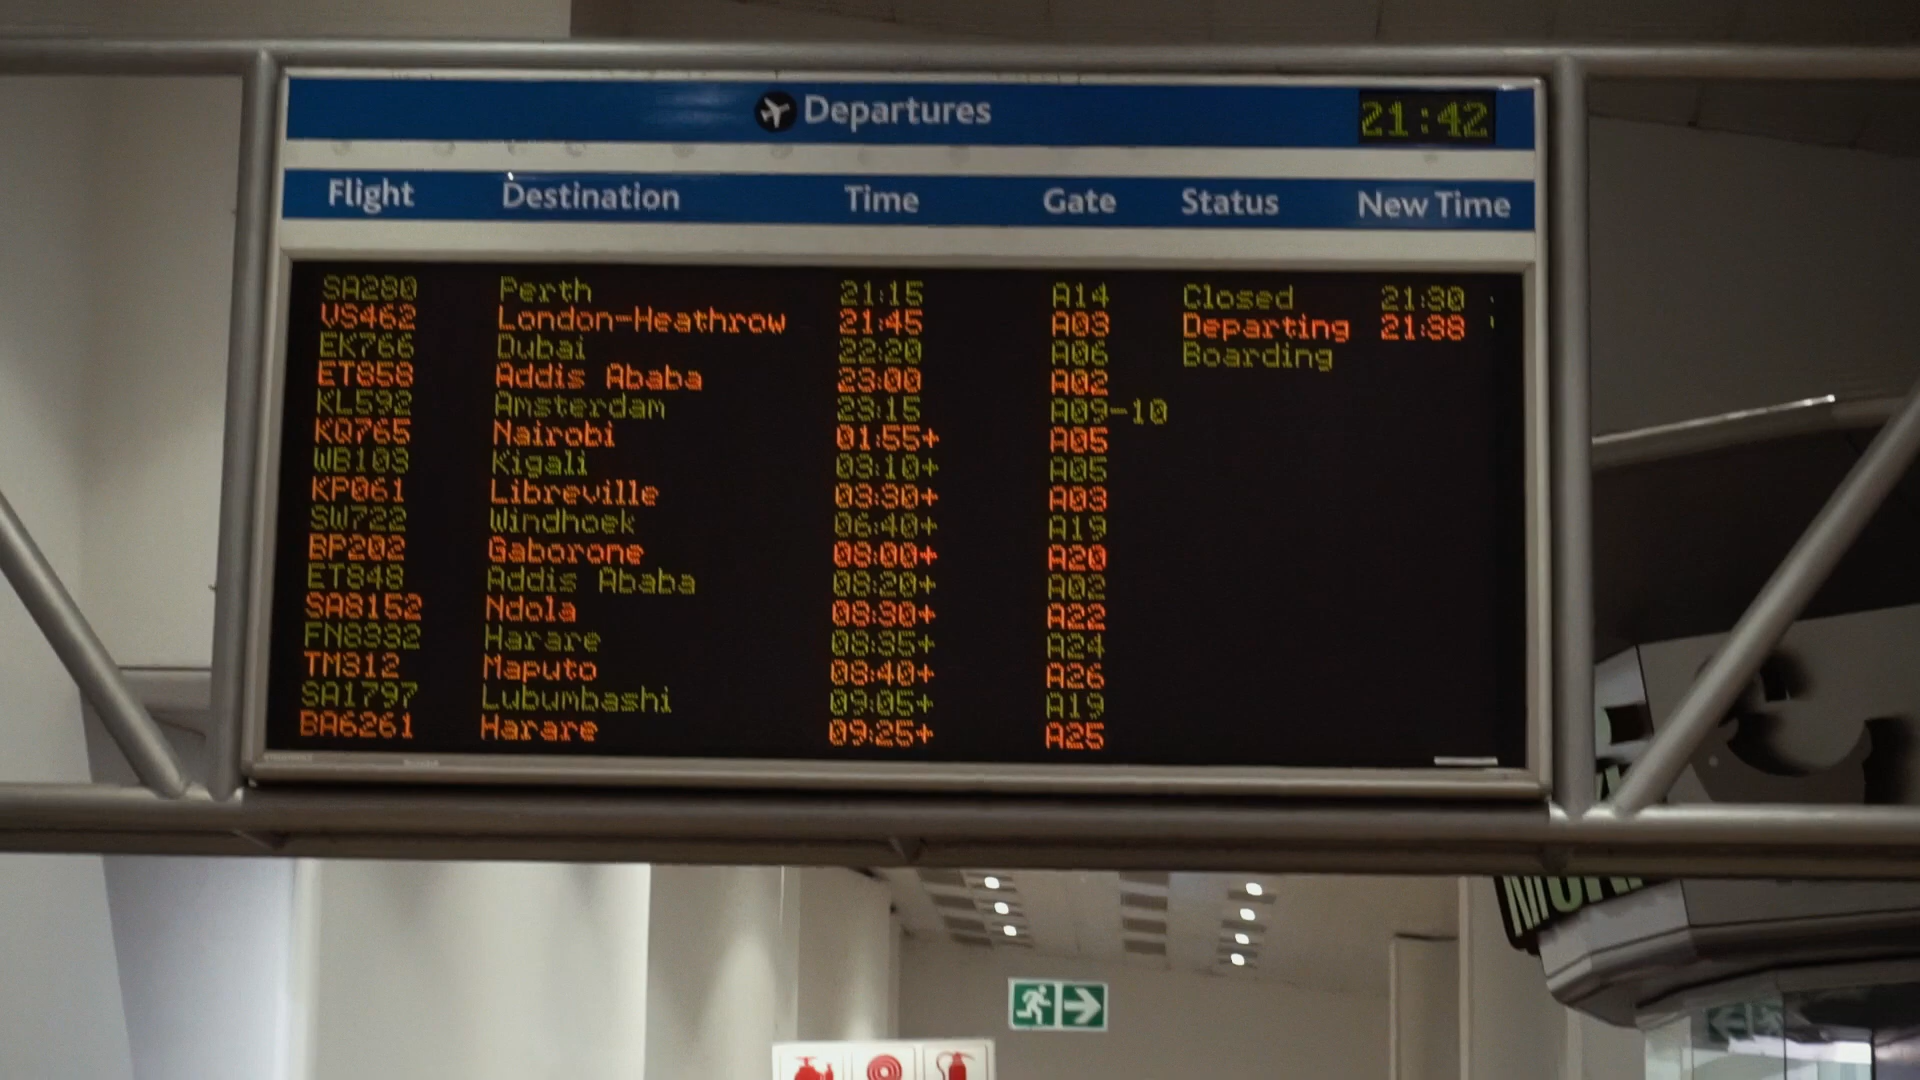 Departures 21:42
Flight Destination Time Gate Status New Time
SA280 Perth 21:15 A14 Closed 21:30
VS462 London-Heathrow 21:45 A03 Departing 21:38
EK766 Dubai 22:20 A06 Boarding
ET858 Addis Ababa 23:00 A02
KL592 Amsterdam 23:15 A09-10
KQ765 Nairobi 01:55+ A05
WB103 Kigali 03:10+ A05
KP061 Libreville 03:30+ A03
SW722 Windhoek 06:40+ A19
BP202 Gaborone 08:00+ A20
ET848 Addis Ababa 08:20+ A02
SA8152 Ndola 08:30+ A22
FN8332 Harare 08:35+ A24
TM312 Maputo 08:40+ A26
SA1797 Lubumbashi 09:05+ A19
BA6261 Harare 09:25+ A25